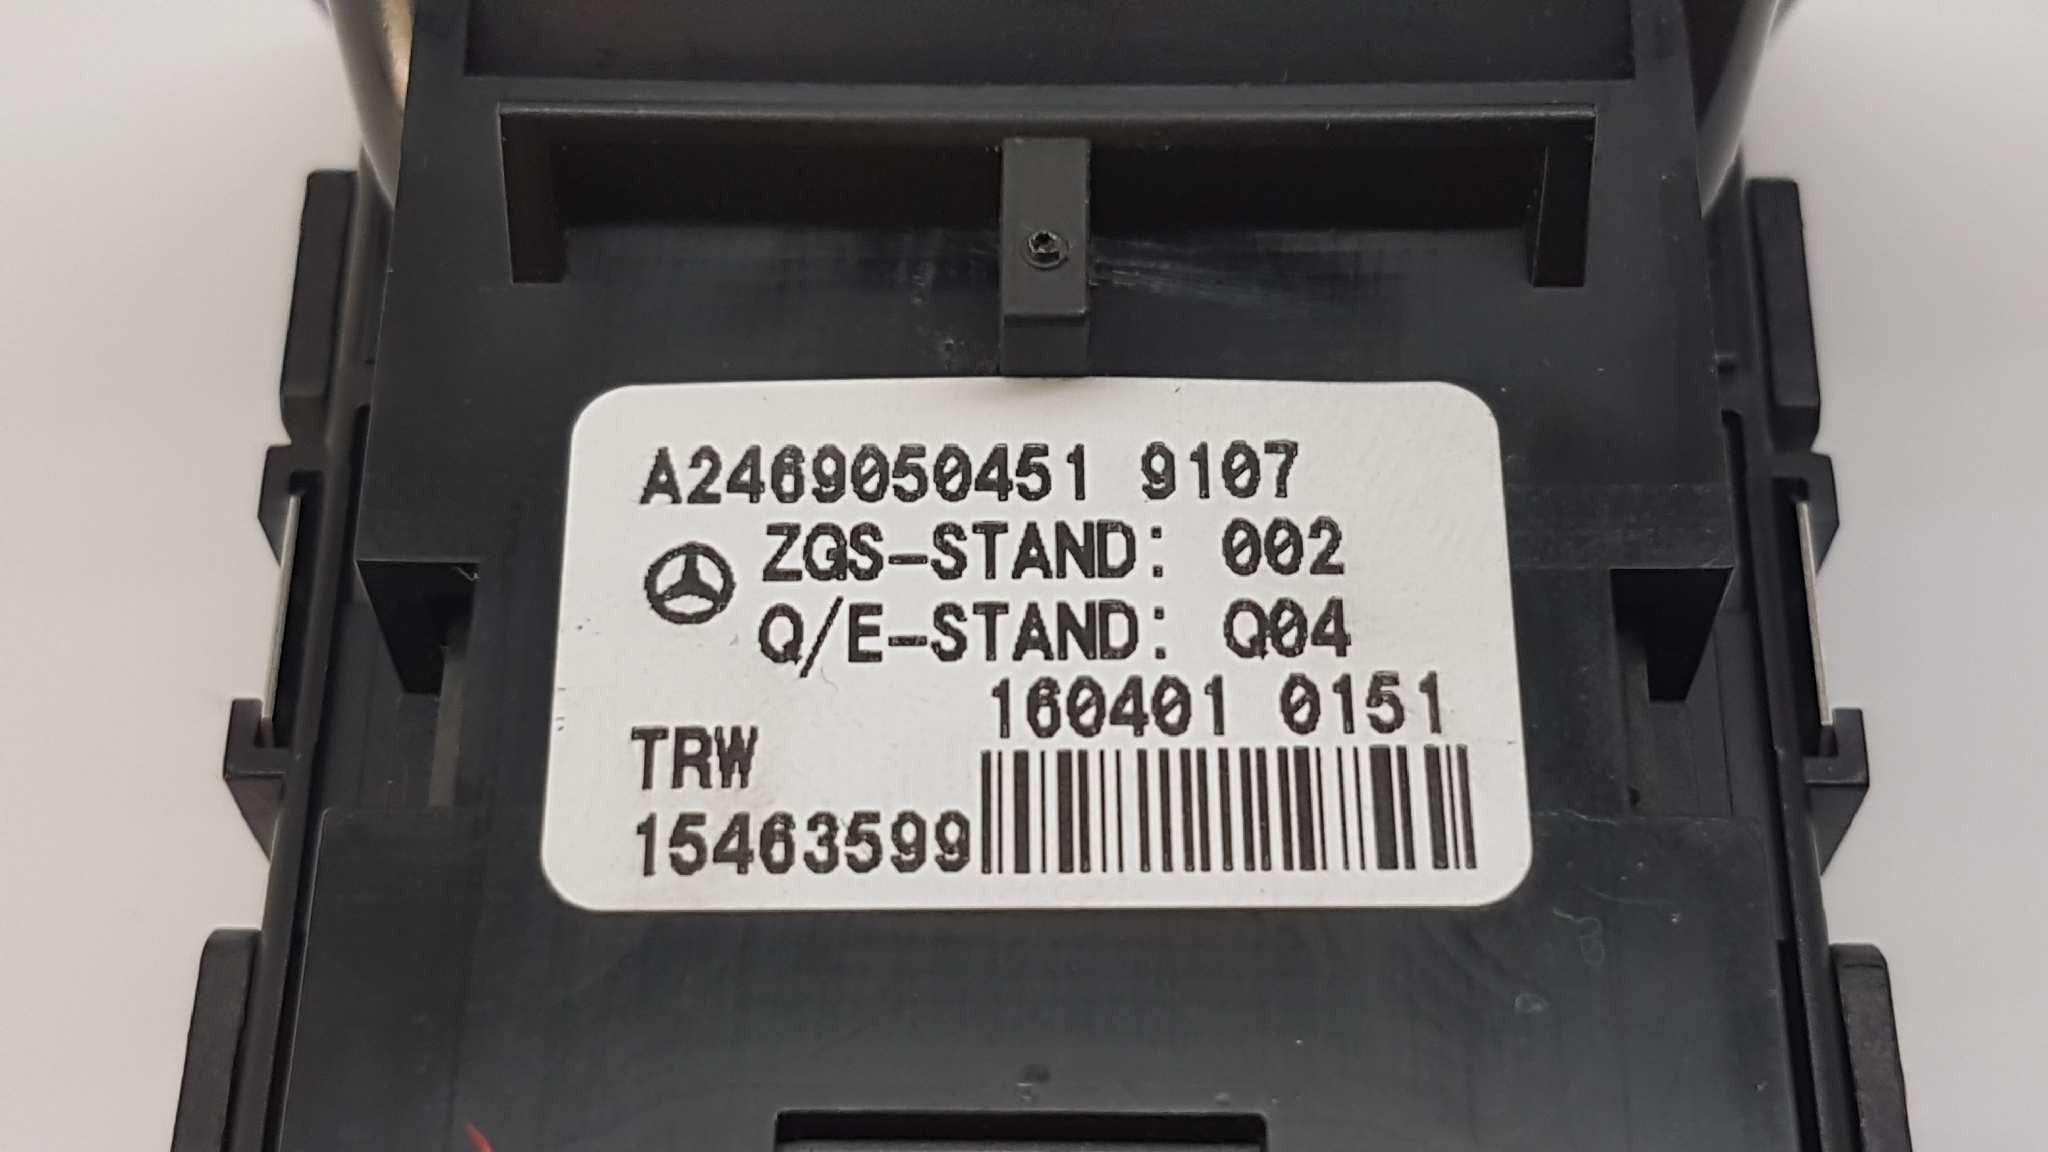 A2469050451 9107
ZGS-STAND: 002
Q/E-STAND: Q04
160401 0151
TRW
15463599